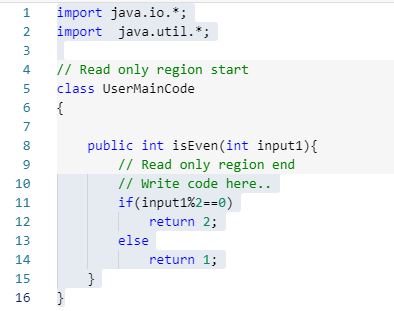 1 import java.io.*;
2 import  java.util.*;
3
4 // Read only region start
5 class UserMainCode
6 {
7
8     public int isEven(int input1){
9         // Read only region end
10         // Write code here..
11         if(input1%2==0)
12             return 2;
13         else
14             return 1;
15     }
16 }